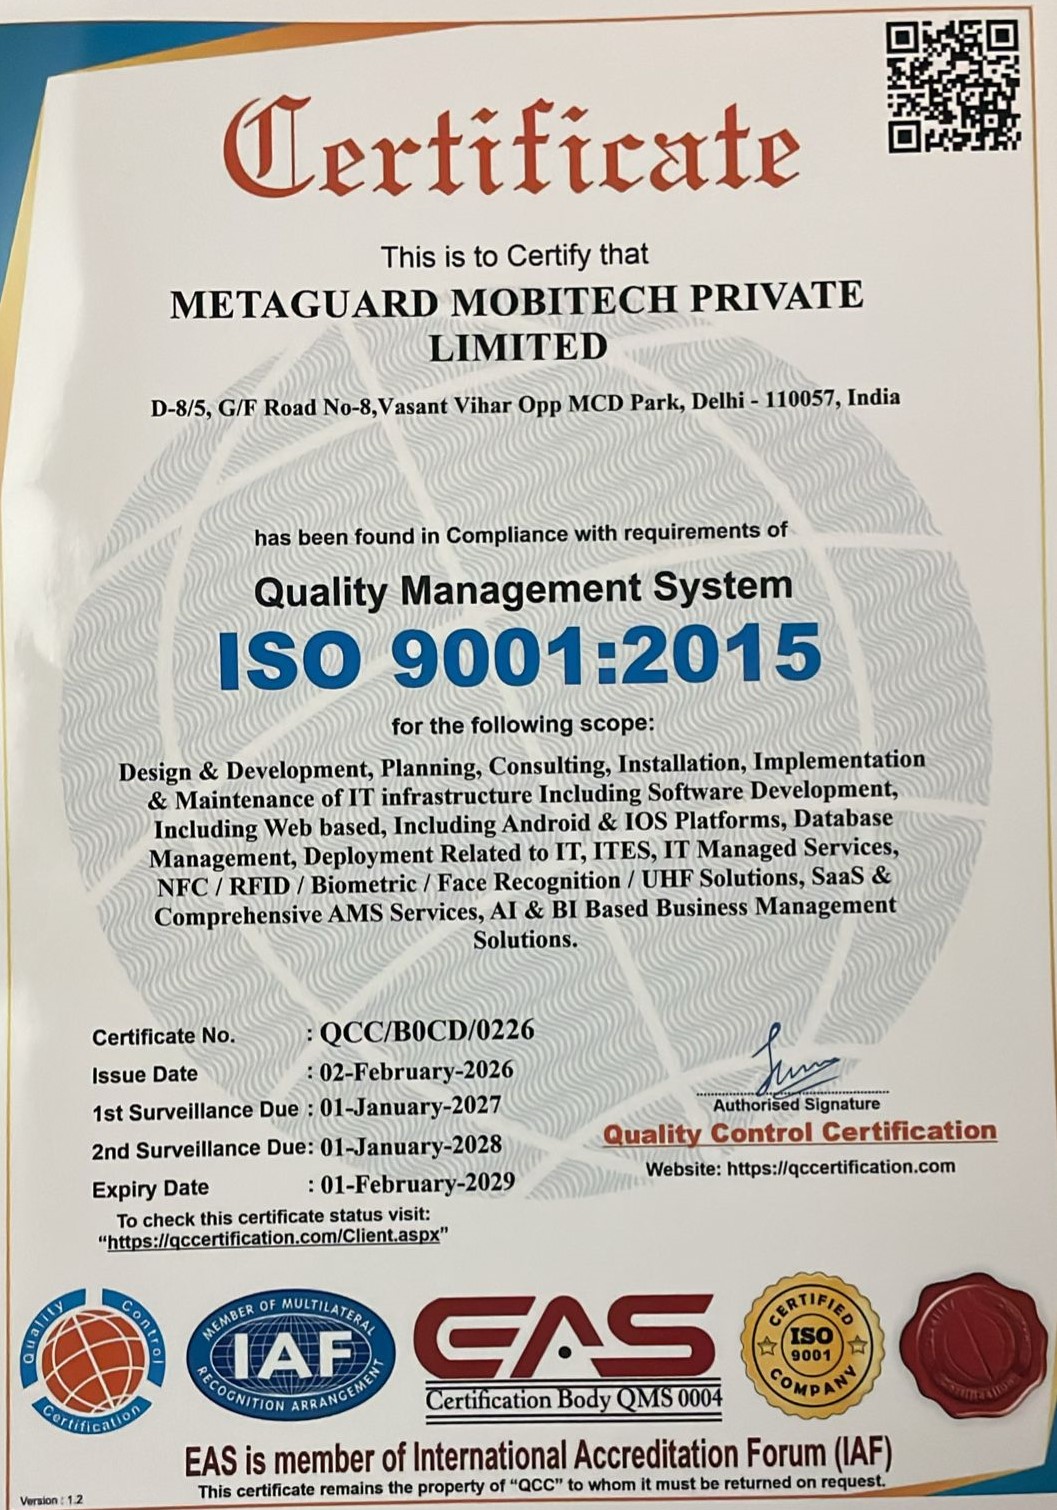 Certificate
This is to Certify that
METAGUARD MOBITECH PRIVATE
LIMITED
D-8/5, G/F Road No-8,Vasant Vihar Opp MCD Park, Delhi - 110057, India
has been found in Compliance with requirements of
Quality Management System
ISO 9001:2015
for the following scope:
Design & Development, Planning, Consulting, Installation, Implementation
& Maintenance of IT infrastructure Including Software Development,
Including Web based, Including Android & IOS Platforms, Database
Management, Deployment Related to IT, ITES, IT Managed Services,
NFC / RFID / Biometric / Face Recognition / UHF Solutions, SaaS &
Comprehensive AMS Services, AI & BI Based Business Management
Solutions.
Certificate No. : QCC/B0CD/0226
Issue Date : 02-February-2026
1st Surveillance Due : 01-January-2027
2nd Surveillance Due: 01-January-2028
Expiry Date : 01-February-2029
To check this certificate status visit:
“https://qccertification.com/Client.aspx”
Authorised Signature
Quality Control Certification
Website: https://qccertification.com
Quality Control
Certification
MEMBER OF MULTILATERAL
IAF
RECOGNITION ARRANGEMENT
EAS
Certification Body QMS 0004
CERTIFIED
ISO
9001
COMPANY
EAS is member of International Accreditation Forum (IAF)
This certificate remains the property of “QCC” to whom it must be returned on request.
Version : 1.2